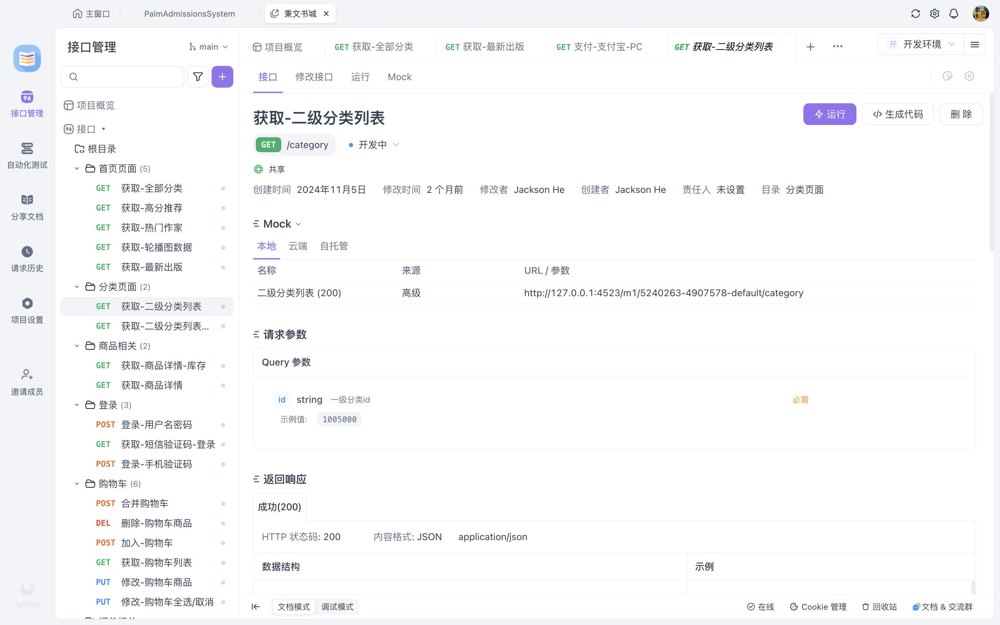 主窗口
PalmAdmissionsSystem
秉文书城
接口管理
main
项目概览
GET 获取-全部分类
GET 获取-最新出版
GET 支付-支付宝-PC
GET 获取-二级分类列表
开 开发环境
接口管理
自动化测试
分享文档
请求历史
项目设置
邀请成员
Apifox
项目概览
接口
根目录
首页页面 (5)
GET 获取-全部分类
GET 获取-高分推荐
GET 获取-热门作家
GET 获取-轮播图数据
GET 获取-最新出版
分类页面 (2)
GET 获取-二级分类列表
GET 获取-二级分类列表...
商品相关 (2)
GET 获取-商品详情-库存
GET 获取-商品详情
登录 (3)
POST 登录-用户名密码
GET 获取-短信验证码-登录
POST 登录-手机验证码
购物车 (6)
POST 合并购物车
DEL 删除-购物车商品
POST 加入-购物车
GET 获取-购物车列表
PUT 修改-购物车商品
PUT 修改-购物车全选/取消
接口 修改接口 运行 Mock
获取-二级分类列表
运行 生成代码 删 除
GET /category 开发中
共享
创建时间 2024年11月5日 修改时间 2 个月前 修改者 Jackson He 创建者 Jackson He 责任人 未设置 目录 分类页面
Mock
本地 云端 自托管
名称 来源 URL / 参数
二级分类列表 (200) 高级 http://127.0.0.1:4523/m1/5240263-4907578-default/category
请求参数
Query 参数
id string 一级分类id 必需
示例值: 1005000
返回响应
成功(200)
HTTP 状态码: 200 内容格式: JSON application/json
数据结构 示例
文档模式 调试模式
在线 Cookie 管理 回收站 文档 & 交流群